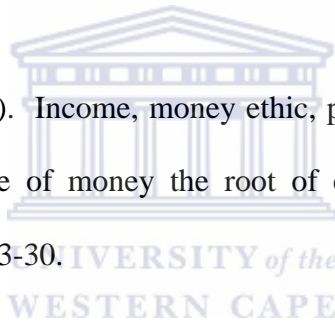 ). Income, money ethic, p
e of money the root of
3-30.
UNIVERSITY of the
WESTERN CAPE